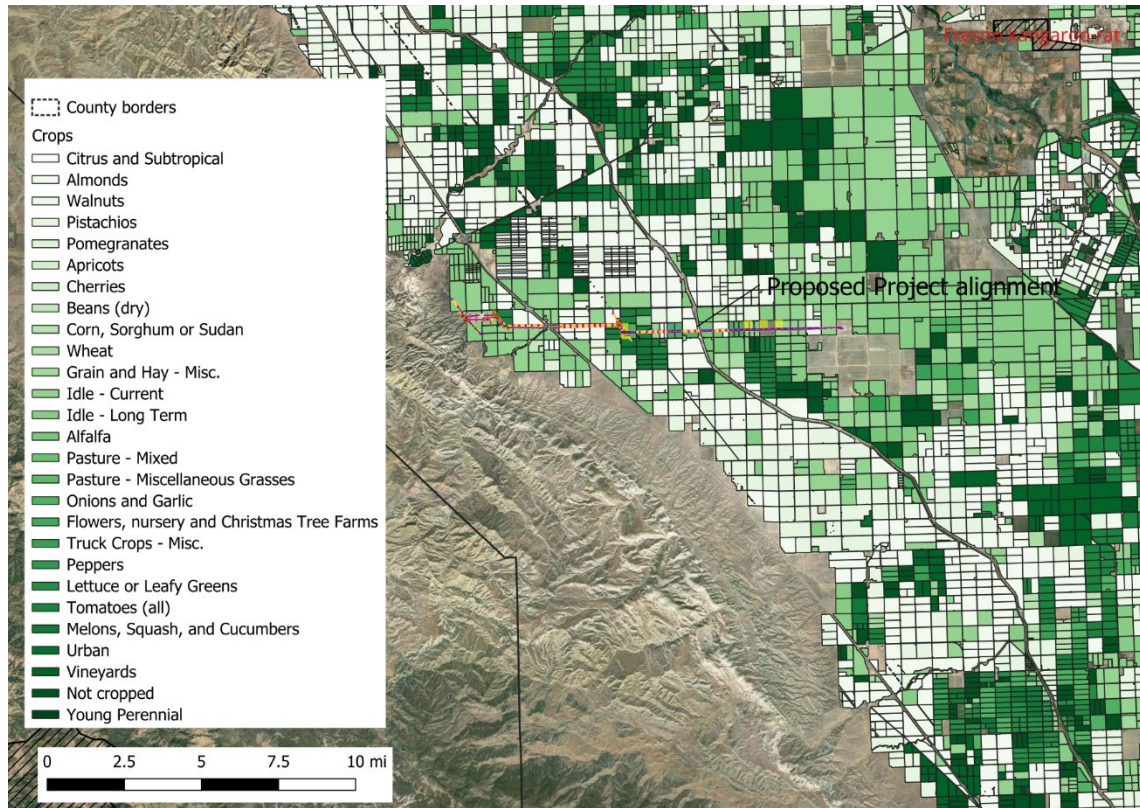 Fresno kangaroo rat
County borders
Crops
Citrus and Subtropical
Almonds
Walnuts
Pistachios
Pomegranates
Apricots
Cherries
Beans (dry)
Corn, Sorghum or Sudan
Wheat
Grain and Hay - Misc.
Idle - Current
Idle - Long Term
Alfalfa
Pasture - Mixed
Pasture - Miscellaneous Grasses
Onions and Garlic
Flowers, nursery and Christmas Tree Farms
Truck Crops - Misc.
Peppers
Lettuce or Leafy Greens
Tomatoes (all)
Melons, Squash, and Cucumbers
Urban
Vineyards
Not cropped
Young Perennial
Proposed Project alignment
0 2.5 5 7.5 10 mi